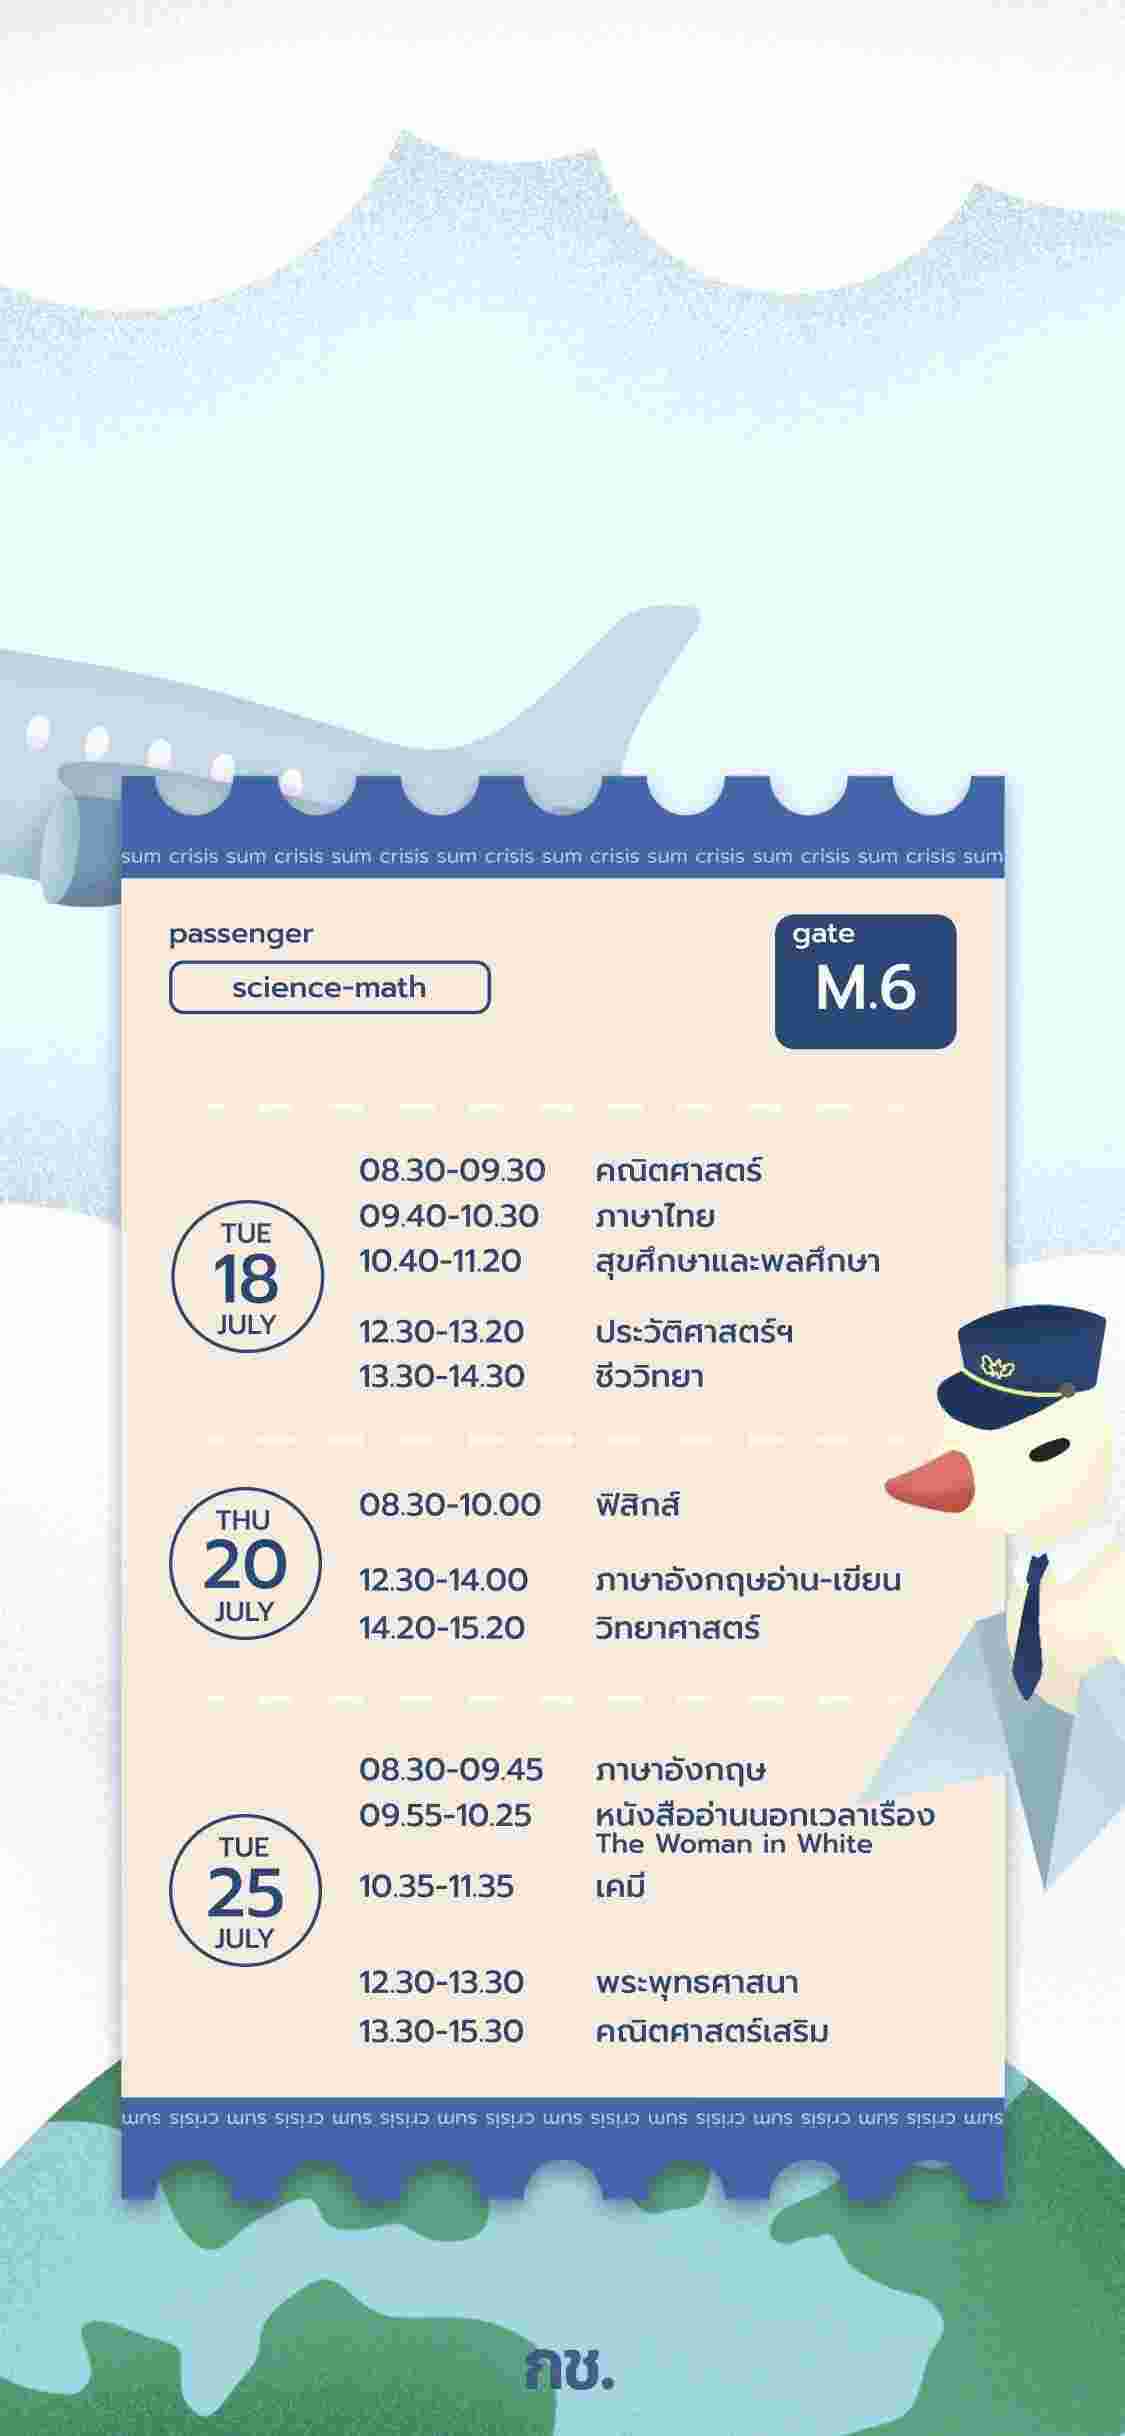 sum crisis sum crisis sum crisis sum crisis sum crisis sum crisis sum crisis sum crisis sum
passenger
science-math
gate
M.6
TUE
18
JULY
08.30-09.30 คณิตศาสตร์
09.40-10.30 ภาษาไทย
10.40-11.20 สุขศึกษาและพลศึกษา
12.30-13.20 ประวัติศาสตร์ฯ
13.30-14.30 ชีววิทยา
THU
20
JULY
08.30-10.00 ฟิสิกส์
12.30-14.00 ภาษาอังกฤษอ่าน-เขียน
14.20-15.20 วิทยาศาสตร์
TUE
25
JULY
08.30-09.45 ภาษาอังกฤษ
09.55-10.25 หนังสืออ่านนอกเวลาเรื่อง
The Woman in White
10.35-11.35 เคมี
12.30-13.30 พระพุทธศาสนา
13.30-15.30 คณิตศาสตร์เสริม
sum crisis sum crisis sum crisis sum crisis sum crisis sum crisis sum crisis sum crisis sum
กช.